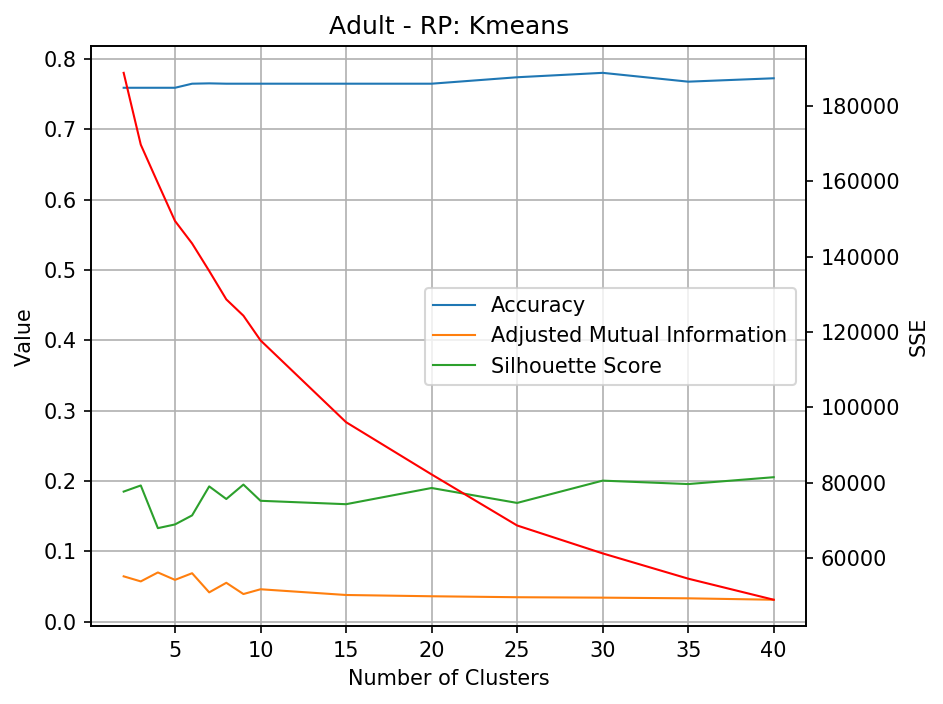 Adult - RP: Kmeans
0.8
0.7
0.6
0.5
0.4
0.3
0.2
0.1
0.0
Value
180000
160000
140000
120000
100000
80000
60000
SSE
Accuracy
Adjusted Mutual Information
Silhouette Score
5 10 15 20 25 30 35 40
Number of Clusters